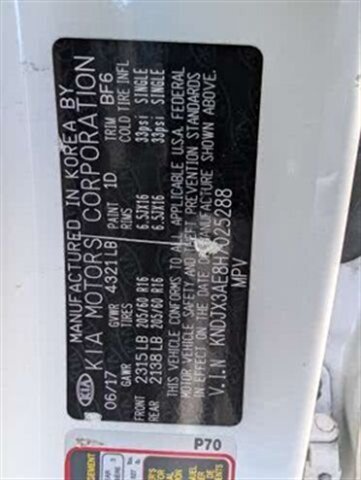 KIA
MANUFACTURED IN KOREA BY
KIA MOTORS CORPORATION
06/17 GVWR 4321LB PAINT 1D TRIM BF6
GAWR TIRES RIMS COLD TIRE INFL
FRONT 2315LB 205/60 R16 6.5JX16 33psi SINGLE
REAR 2138LB 205/60 R16 6.5JX16 33psi SINGLE
THIS VEHICLE CONFORMS TO ALL APPLICABLE U.S.A. FEDERAL
MOTOR VEHICLE SAFETY AND THEFT PREVENTION STANDARDS
IN EFFECT ON THE DATE OF MANUFACTURE SHOWN ABOVE.
V.I.N KNDJX3AE8H 025288
MPV
P70